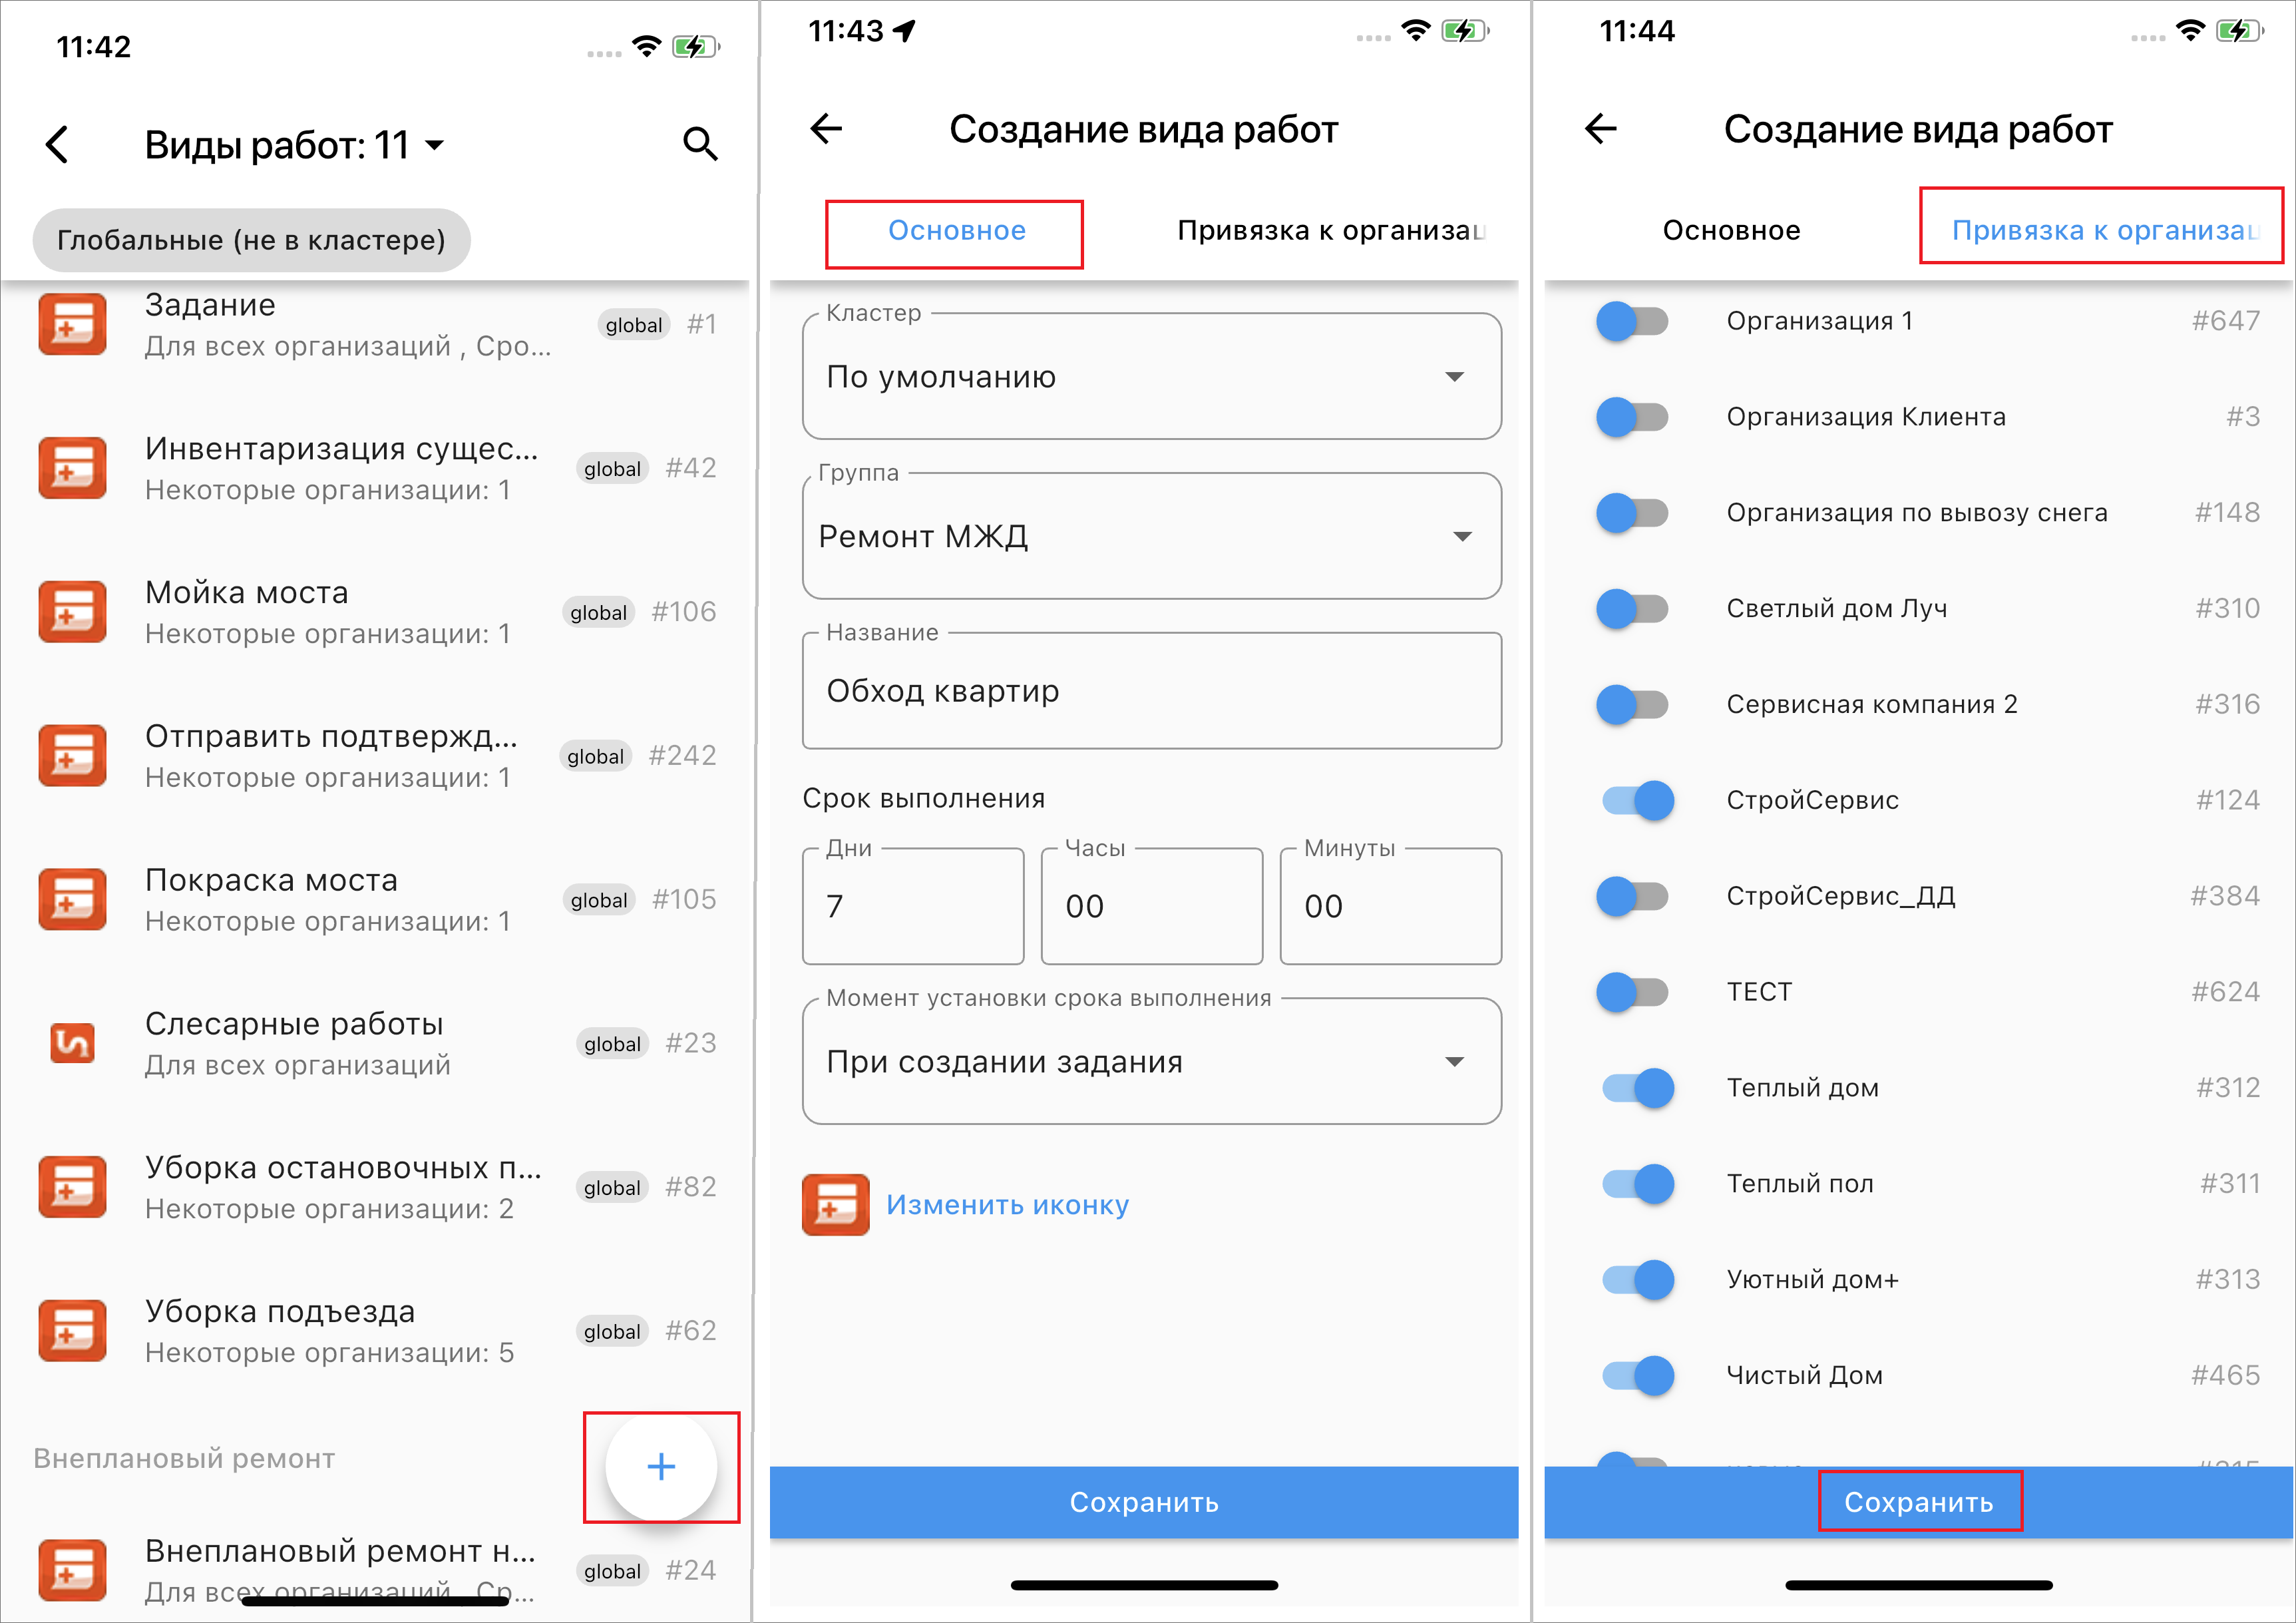 11:42
Виды работ: 11
Глобальные (не в кластере)
Задание
Для всех организаций , Сро...
global #1
Инвентаризация сущес...
Некоторые организации: 1
global #42
Мойка моста
Некоторые организации: 1
global #106
Отправить подтвержд...
Некоторые организации: 1
global #242
Покраска моста
Некоторые организации: 1
global #105
Слесарные работы
Для всех организаций
global #23
Уборка остановочных п...
Некоторые организации: 2
global #82
Уборка подъезда
Некоторые организации: 5
global #62
Внеплановый ремонт
+
Внеплановый ремонт н...
Для всех организаций , Ср...
global #24
11:43
Создание вида работ
Основное
Привязка к организац
Кластер
По умолчанию
Группа
Ремонт МЖД
Название
Обход квартир
Срок выполнения
Дни
7
Часы
00
Минуты
00
Момент установки срока выполнения
При создании задания
Изменить иконку
Сохранить
11:44
Создание вида работ
Основное
Привязка к организац
Организация 1 #647
Организация Клиента #3
Организация по вывозу снега #148
Светлый дом Луч #310
Сервисная компания 2 #316
СтройСервис #124
СтройСервис_ДД #384
ТЕСТ #624
Теплый дом #312
Теплый пол #311
Уютный дом+ #313
Чистый Дом #465
Сохранить